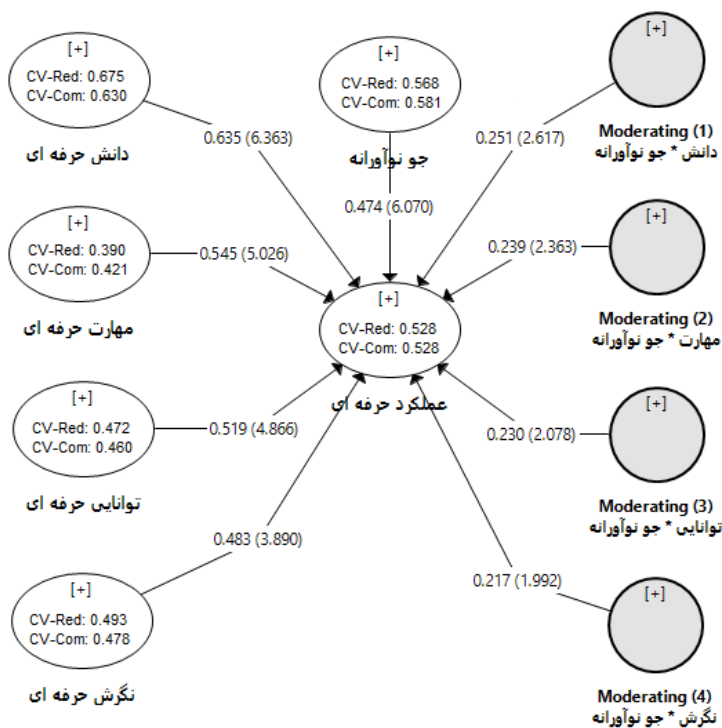 [+]
CV-Red: 0.675
CV-Com: 0.630
دانش حرفه ای
[+]
CV-Red: 0.568
CV-Com: 0.581
جو نوآورانه
[+]
Moderating (1)
دانش * جو نوآورانه
0.635 (6.363)
0.251 (2.617)
0.474 (6.070)
[+]
CV-Red: 0.390
CV-Com: 0.421
مهارت حرفه ای
0.545 (5.026)
0.239 (2.363)
[+]
Moderating (2)
مهارت * جو نوآورانه
[+]
CV-Red: 0.528
CV-Com: 0.528
عملکرد حرفه ای
[+]
CV-Red: 0.472
CV-Com: 0.460
توانایی حرفه ای
0.519 (4.866)
0.230 (2.078)
[+]
Moderating (3)
توانایی * جو نوآورانه
0.483 (3.890)
0.217 (1.992)
[+]
CV-Red: 0.493
CV-Com: 0.478
نگرش حرفه ای
[+]
Moderating (4)
نگرش * جو نوآورانه